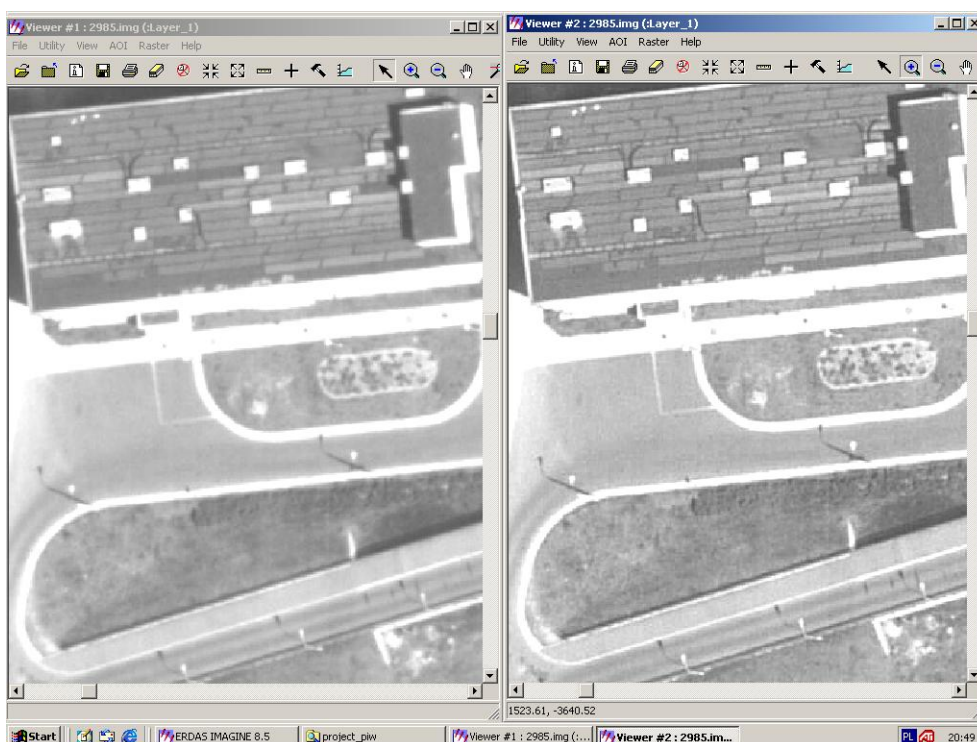 Viewer #1 : 2985.img (:Layer_1)
File Utility View AOI Raster Help
Viewer #2 : 2985.img (:Layer_1)
File Utility View AOI Raster Help
1523.61, -3640.52
Start ERDAS IMAGINE 8.5 project_piw Viewer #1 : 2985.img (:... Viewer #2 : 2985.im... PL 20:49